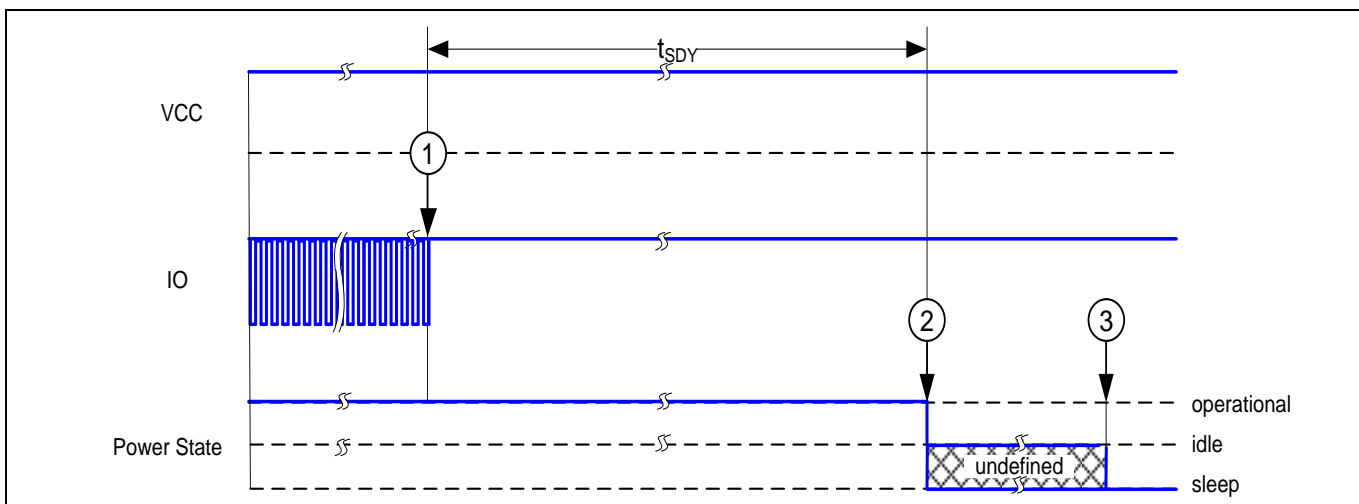 tSDY
VCC
1
IO
2
3
operational
Power State
idle
undefined
sleep